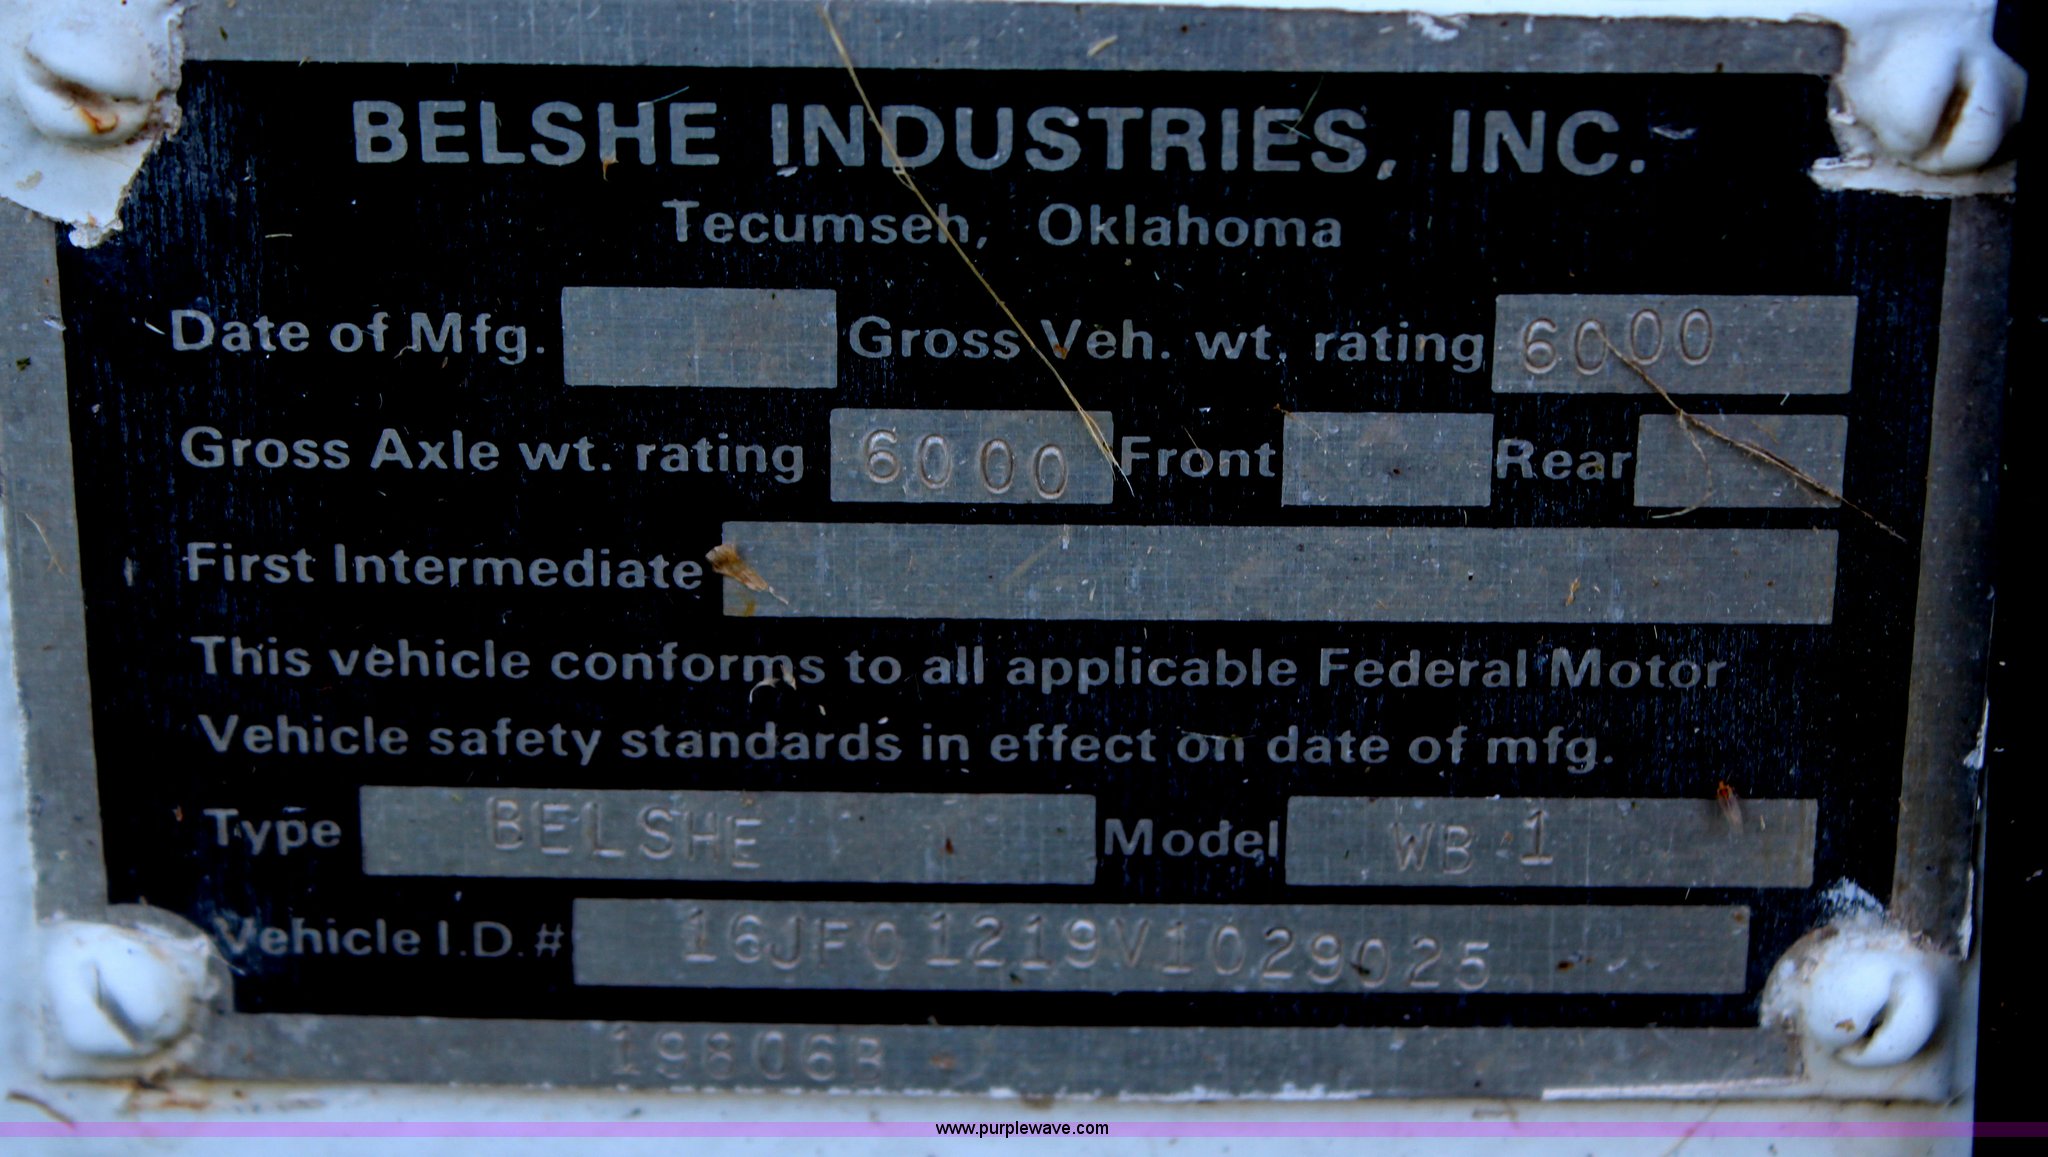 BELSHE INDUSTRIES, INC.
Tecumseh, Oklahoma
Date of Mfg. Gross Veh. wt. rating 6000
Gross Axle wt. rating 6000 Front Rear
First Intermediate
This vehicle conforms to all applicable Federal Motor
Vehicle safety standards in effect on date of mfg.
Type BELSHE Model WB 1
Vehicle I.D.# 16JF01219V1029025
19806B
www.purplewave.com